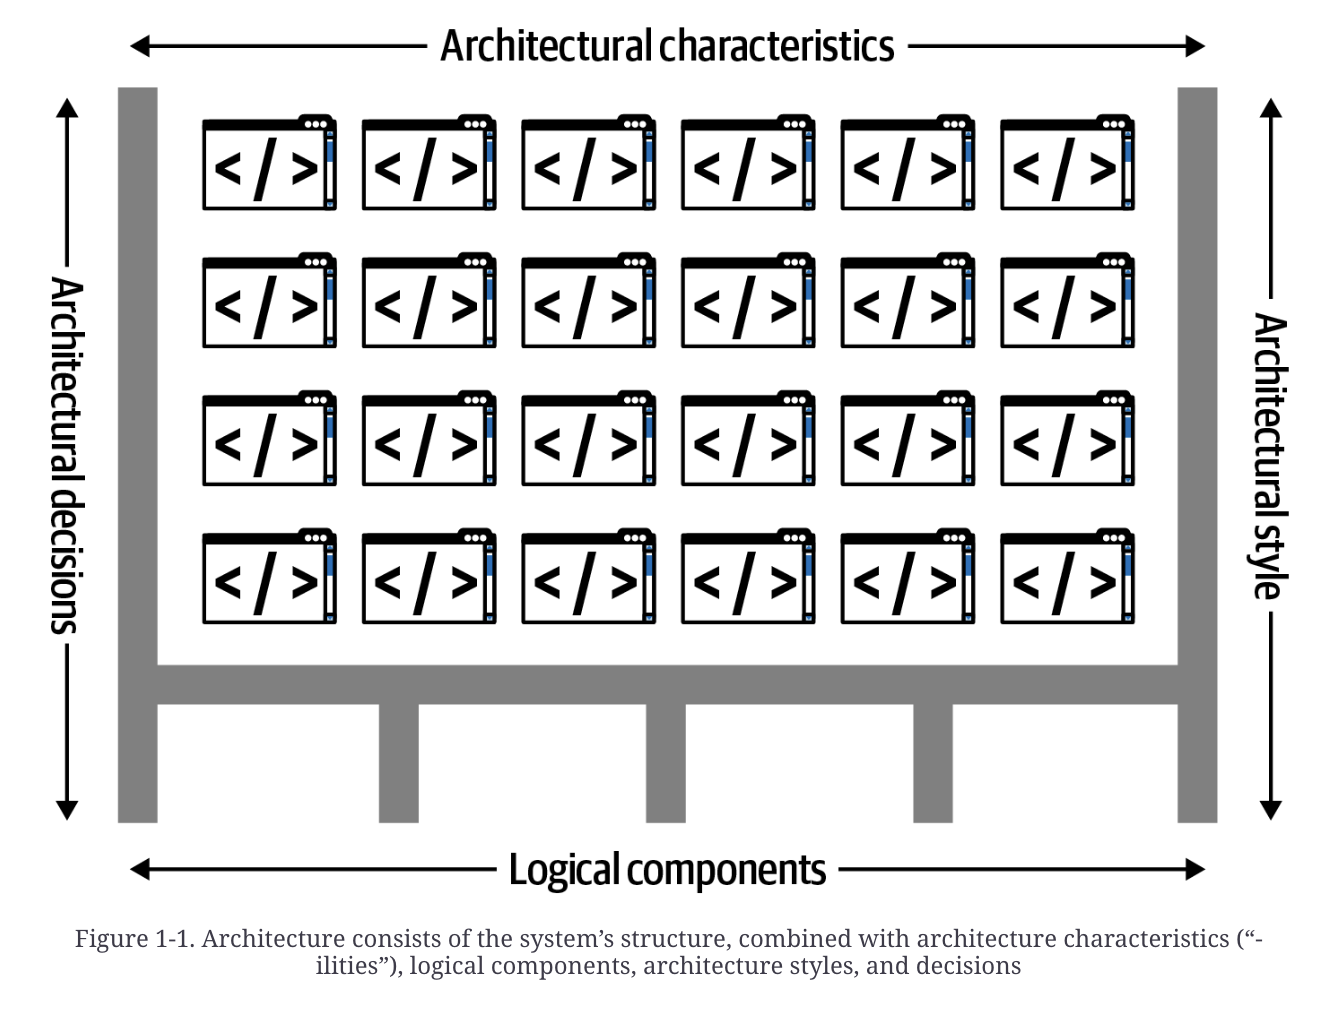 Architectural characteristics
Architectural decisions
</> </> </> </> </> </>
</> </> </> </> </> </>
</> </> </> </> </> </>
</> </> </> </> </> </>
Architectural style
Logical components
Figure 1-1. Architecture consists of the system’s structure, combined with architecture characteristics (“-
ilities”), logical components, architecture styles, and decisions